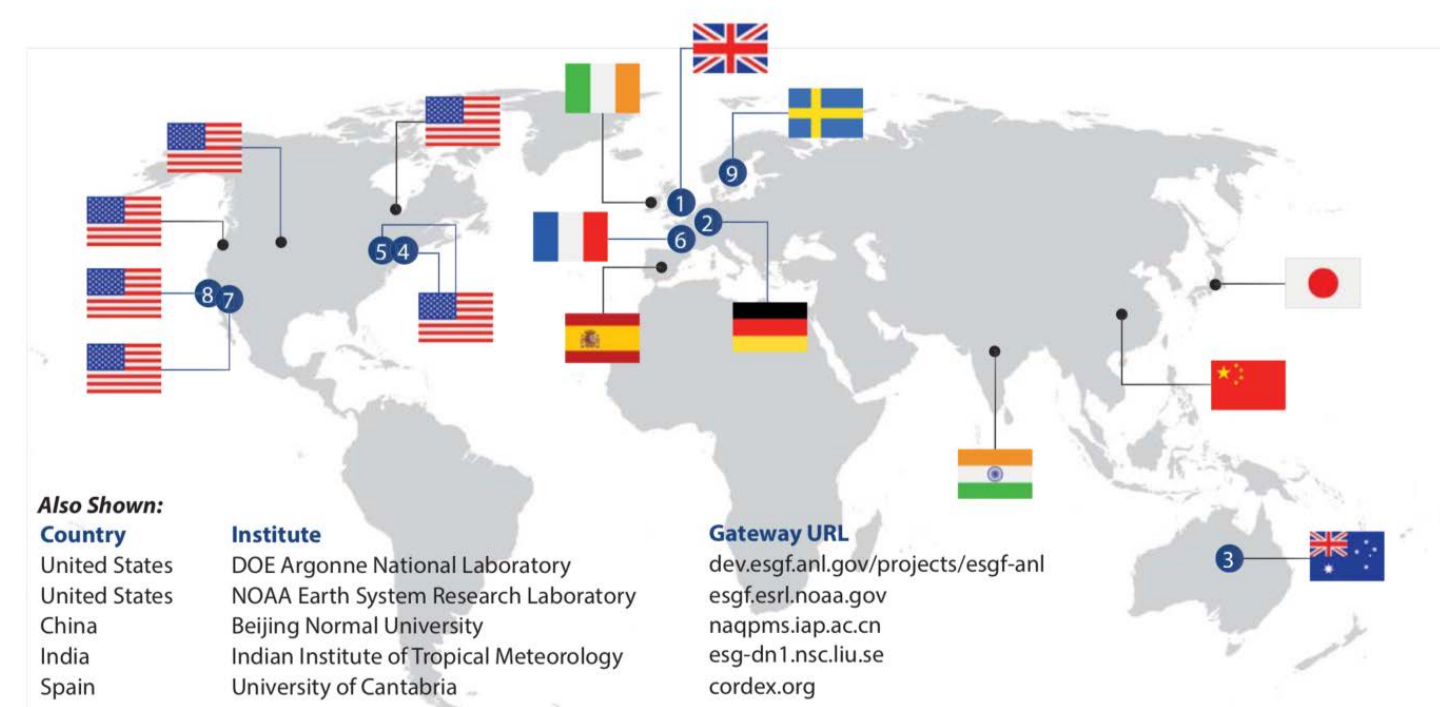 1
9
2
6
5 4
8 7
3
Also Shown:
Country Institute Gateway URL
United States DOE Argonne National Laboratory dev.esgf.anl.gov/projects/esgf-anl
United States NOAA Earth System Research Laboratory esgf.esrl.noaa.gov
China Beijing Normal University naqpms.iap.ac.cn
India Indian Institute of Tropical Meteorology esg-dn1.nsc.liu.se
Spain University of Cantabria cordex.org